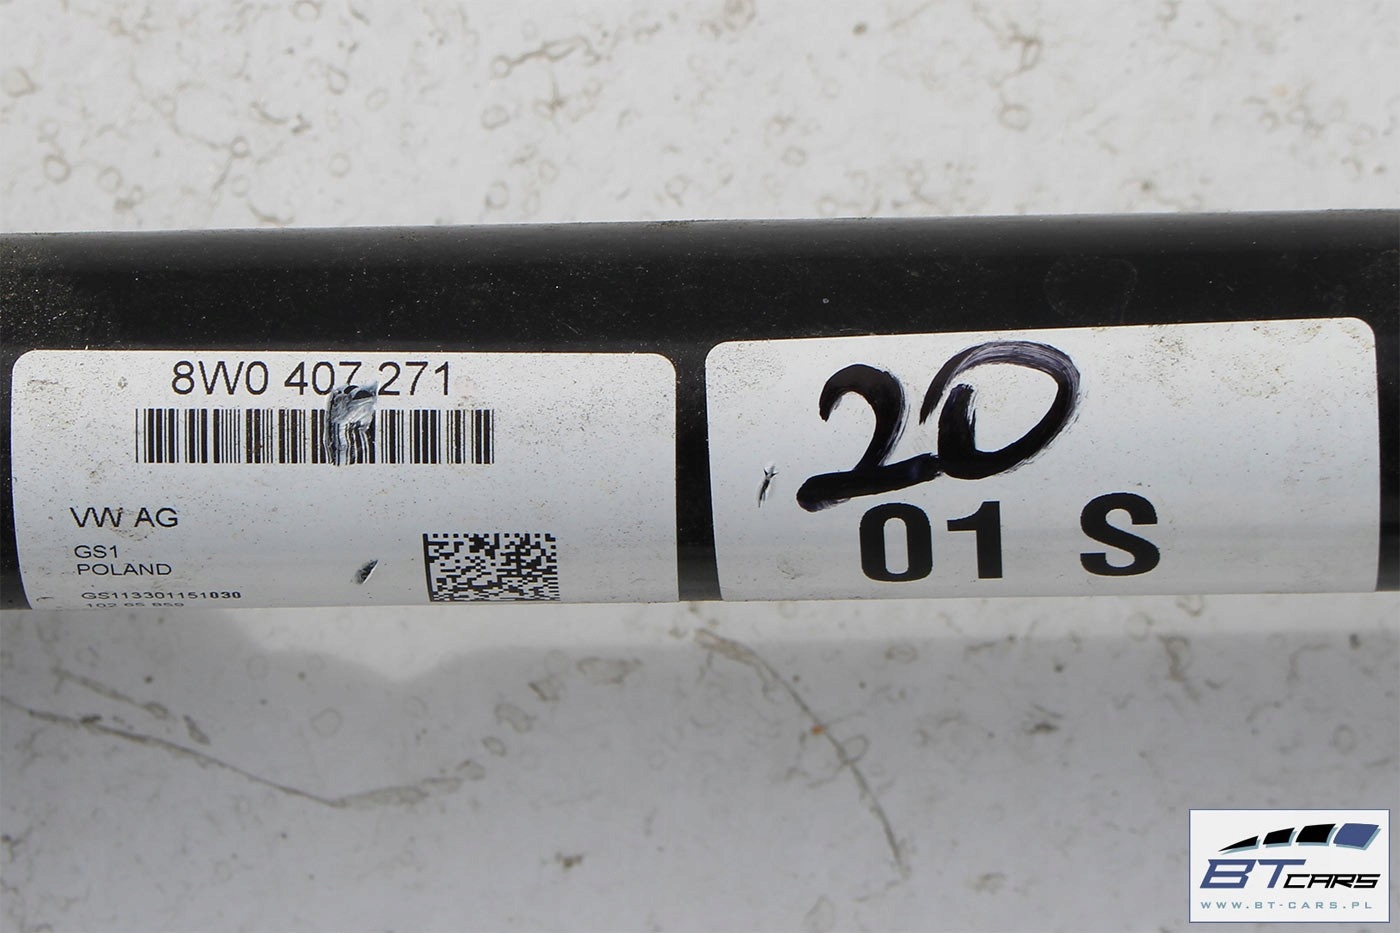 8W0 407 271
VW AG
GS1
POLAND
GS113301151030
20
01 S
BT CARS
WWW.BT-CARS.PL